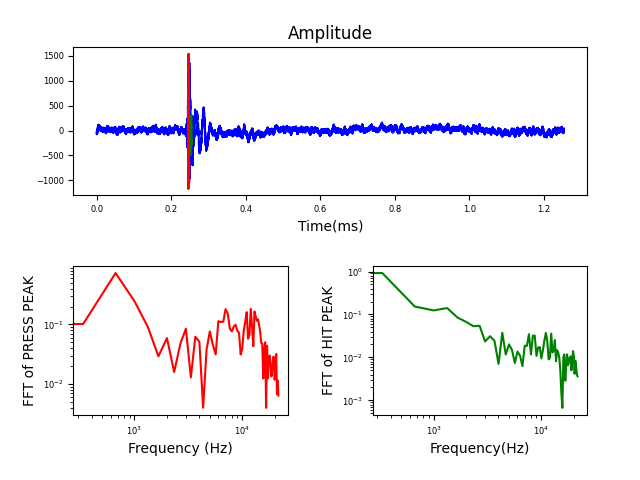 Amplitude
1500
1000
500
0
−500
−1000
0.0 0.2 0.4 0.6 0.8 1.0 1.2
Time(ms)
FFT of PRESS PEAK
10⁻¹
10⁻²
10³ 10⁴
Frequency (Hz)
FFT of HIT PEAK
10⁰
10⁻¹
10⁻²
10⁻³
10³ 10⁴
Frequency(Hz)